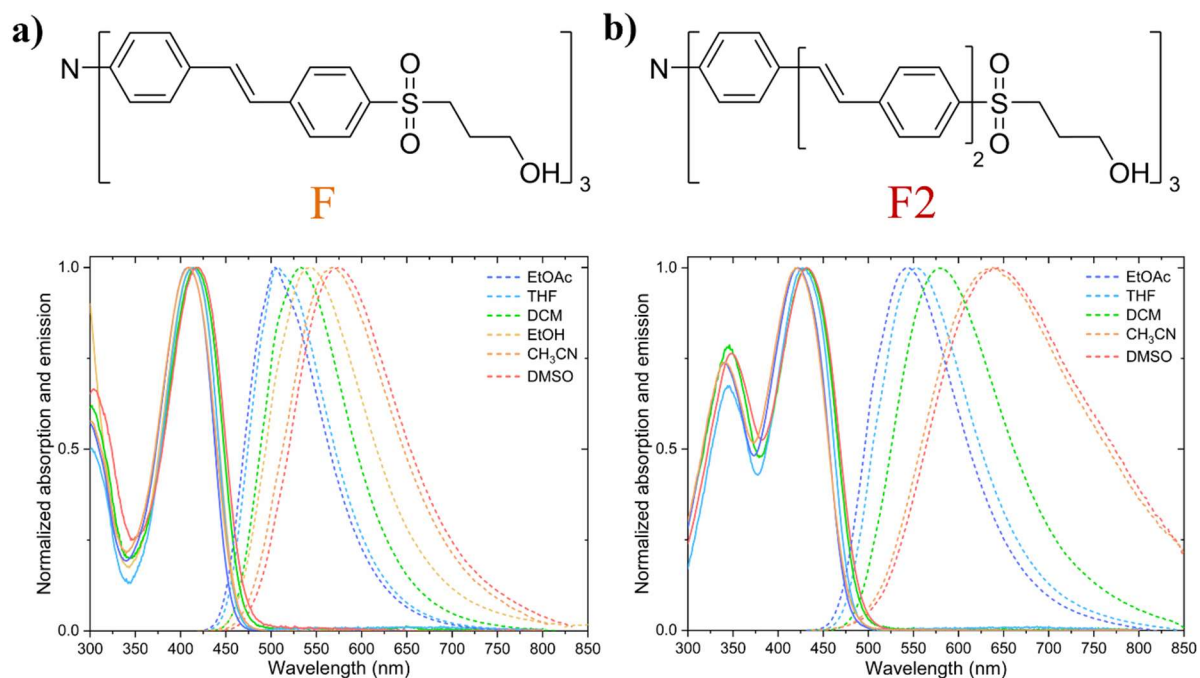 a)
N
O
S
O
OH
3
F
b)
N
O
S
O
2
OH
3
F2
Normalized absorption and emission
1.0
0.5
0.0
EtOAc
THF
DCM
EtOH
CH₃CN
DMSO
300 350 400 450 500 550 600 650 700 750 800 850
Wavelength (nm)
Normalized absorption and emission
1.0
0.5
0.0
EtOAc
THF
DCM
CH₃CN
DMSO
300 350 400 450 500 550 600 650 700 750 800 850
Wavelength (nm)